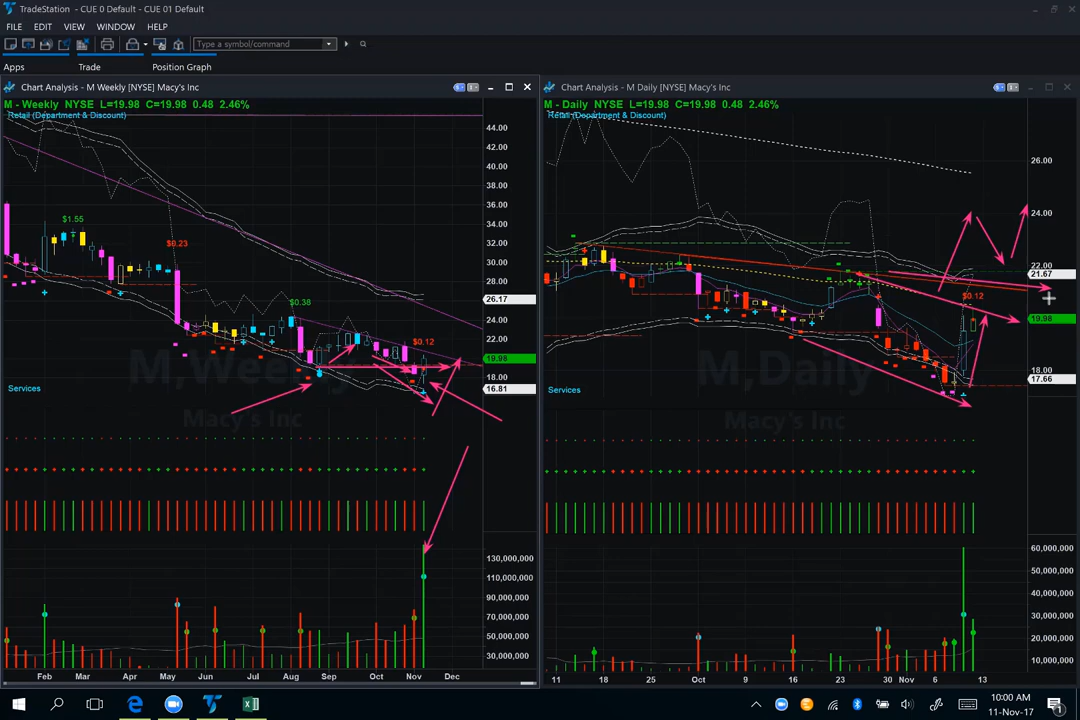 TradeStation - CUE 0 Default - CUE 01 Default
FILE EDIT VIEW WINDOW HELP
Type a symbol/command
Apps Trade Position Graph
Chart Analysis - M Weekly [NYSE] Macy's Inc
M - Weekly NYSE L=19.98 C=19.98 0.48 2.46%
Retail (Department & Discount)
44.00
42.00
40.00
38.00
36.00
34.00
$1.55
32.00
$0.23
30.00
28.00
26.17
$0.38
24.00
22.00
$0.12
19.98
18.00
16.81
M,Weekly
Macy's Inc
Services
130,000,000
110,000,000
90,000,000
70,000,000
50,000,000
30,000,000
Feb Mar Apr May Jun Jul Aug Sep Oct Nov Dec
Chart Analysis - M Daily [NYSE] Macy's Inc
M - Daily NYSE L=19.98 C=19.98 0.48 2.46%
Retail (Department & Discount)
26.00
24.00
22.00
21.67
$0.12
19.98
18.00
17.66
M,Daily
Macy's Inc
Services
60,000,000
50,000,000
40,000,000
30,000,000
20,000,000
10,000,000
11 18 25 Oct 9 16 23 30 Nov 6 13
10:00 AM
11-Nov-17